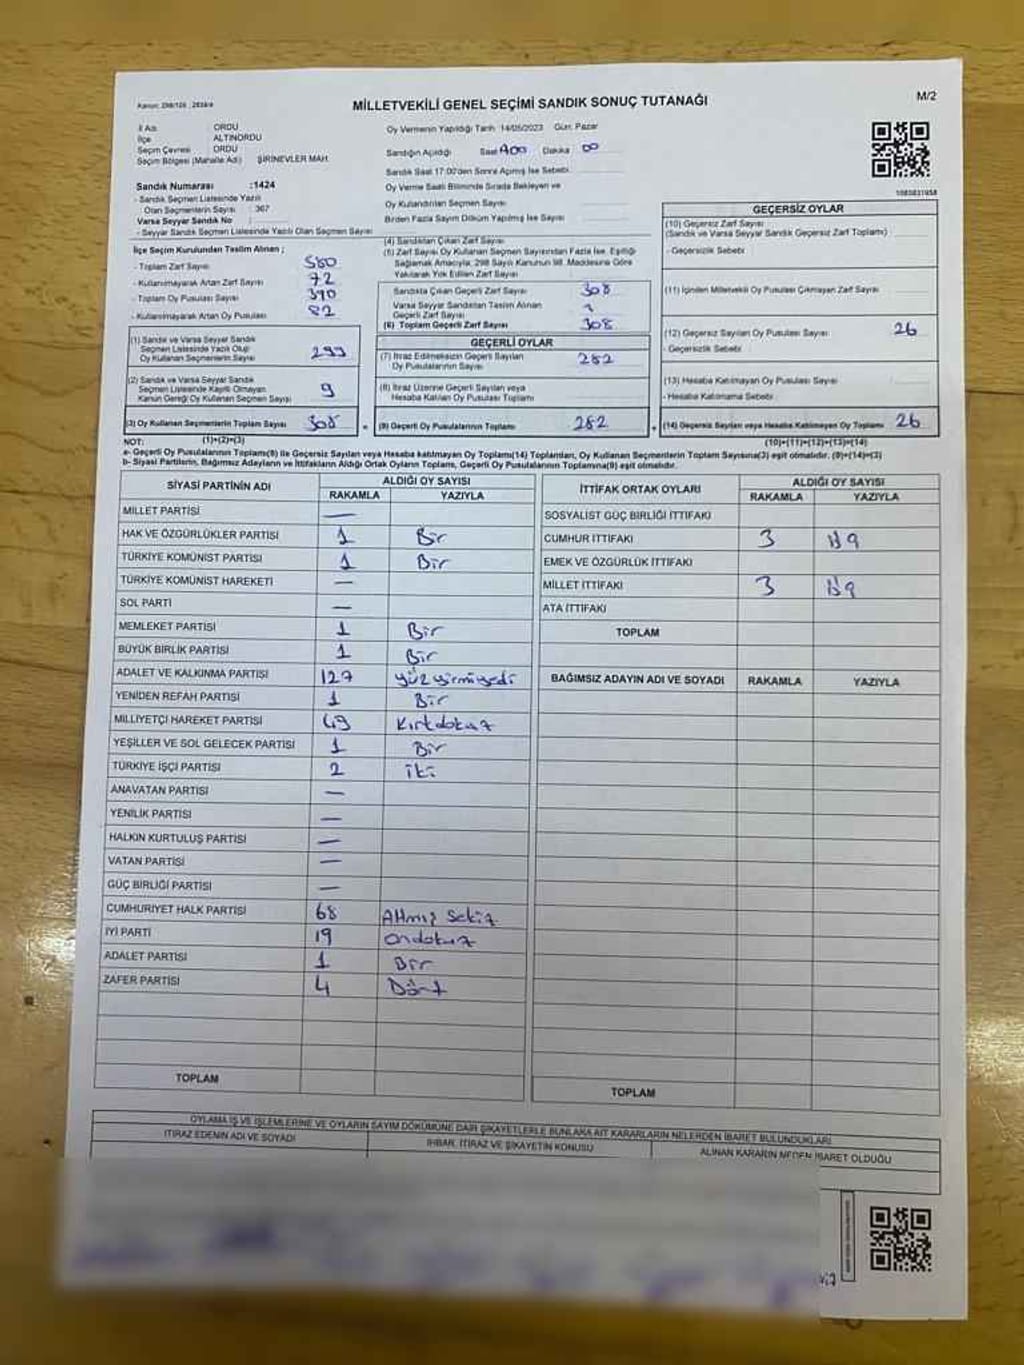 Kanun: 298/105 , 2839/4
MİLLETVEKİLİ GENEL SEÇİMİ SANDIK SONUÇ TUTANAĞI
M/2
İl Adı ORDU
İlçe ALTINORDU
Seçim Çevresi ORDU
Seçim Bölgesi (Mahalle Adı) ŞİRİNEVLER MAH.
Sandık Numarası :1424
- Sandık Seçmen Listesinde Yazılı
Olan Seçmenlerin Sayısı : 367
Varsa Seyyar Sandık No :
- Seyyar Sandık Seçmen Listesinde Yazılı Olan Seçmen Sayısı
Oy Vermenin Yapıldığı Tarih :14/05/2023 Gün: Pazar
Sandığın Açıldığı Saat Dakika 00
Sandık Saat 17:00'den Sonra Açılmış İse Sebebi
Oy Verme Saati Bitiminde Sırada Bekleyen ve
Oy Kullandırılan Seçmen Sayısı
Birden Fazla Sayım Döküm Yapılmış İse Sayısı
İlçe Seçim Kurulundan Teslim Alınan ;
- Toplam Zarf Sayısı 380
- Kullanılmayarak Artan Zarf Sayısı 72
- Toplam Oy Pusulası Sayısı 390
- Kullanılmayarak Artan Oy Pusulası 82
(1) Sandık ve Varsa Seyyar Sandık
Seçmen Listesinde Yazılı Olup
Oy Kullanan Seçmenlerin Sayısı 299
(2) Sandık ve Varsa Seyyar Sandık
Seçmen Listesinde Kayıtlı Olmayan
Kanun Gereği Oy Kullanan Seçmen Sayısı 9
(3) Oy Kullanan Seçmenlerin Toplam Sayısı 308
(1)+(2)=(3)
(4) Sandıktan Çıkan Zarf Sayısı
(5) Zarf Sayısı Oy Kullanan Seçmen Sayısından Fazla İse, Eşitliği
Sağlamak Amacıyla, 298 Sayılı Kanunun 98. Maddesine Göre
Yakılarak Yok Edilen Zarf Sayısı
Sandıkta Çıkan Geçerli Zarf Sayısı 308
Varsa Seyyar Sandıktan Teslim Alınan
Geçerli Zarf Sayısı
(6) Toplam Geçerli Zarf Sayısı 308
GEÇERLİ OYLAR
(7) İtiraz Edilmeksizin Geçerli Sayılan
Oy Pusulalarının Sayısı 282
(8) İtiraz Üzerine Geçerli Sayılan veya
Hesaba Katılan Oy Pusulası Toplamı
= (9) Geçerli Oy Pusulalarının Toplamı 282
GEÇERSİZ OYLAR
(10) Geçersiz Zarf Sayısı
(Sandık ve Varsa Seyyar Sandık Geçersiz Zarf Toplamı)
- Geçersizlik Sebebi
(11) İçinden Milletvekili Oy Pusulası Çıkmayan Zarf Sayısı
(12) Geçersiz Sayılan Oy Pusulası Sayısı 26
- Geçersizlik Sebebi
(13) Hesaba Katılmayan Oy Pusulası Sayısı
- Hesaba Katılmama Sebebi
+ (14) Geçersiz Sayılan veya Hesaba Katılmayan Oy Toplamı 26
(10)+(11)+(12)+(13)=(14)
NOT:
a- Geçerli Oy Pusulaları Toplamı(9) ile Geçersiz Sayılan veya Hesaba katılmayan Oy Toplamı(14) Toplamları, Oy Kullanan Seçmenlerin Toplam Sayısına(3) eşit olmalıdır. (9)+(14)=(3)
b- Siyasi Partilerin, Bağımsız Adayların ve İttifakların Aldığı Ortak Oyların Toplamı, Geçerli Oy Pusulalarının Toplamına(9) eşit olmalıdır.
SİYASİ PARTİNİN ADI ALDIĞI OY SAYISI
RAKAMLA YAZIYLA
MİLLET PARTİSİ —
HAK VE ÖZGÜRLÜKLER PARTİSİ 1 Bir
TÜRKİYE KOMÜNİST PARTİSİ 1 Bir
TÜRKİYE KOMÜNİST HAREKETİ —
SOL PARTİ —
MEMLEKET PARTİSİ 1 Bir
BÜYÜK BİRLİK PARTİSİ 1 Bir
ADALET VE KALKINMA PARTİSİ 127 yüzyirmiyedi
YENİDEN REFAH PARTİSİ 1 Bir
MİLLİYETÇİ HAREKET PARTİSİ 49 Kırkdokuz
YEŞİLLER VE SOL GELECEK PARTİSİ 1 Bir
TÜRKİYE İŞÇİ PARTİSİ 2 iki
ANAVATAN PARTİSİ —
YENİLİK PARTİSİ —
HALKIN KURTULUŞ PARTİSİ —
VATAN PARTİSİ —
GÜÇ BİRLİĞİ PARTİSİ —
CUMHURİYET HALK PARTİSİ 68 Altmış Sekiz
İYİ PARTİ 19 ondokuz
ADALET PARTİSİ 1 Bir
ZAFER PARTİSİ 4 Dört
TOPLAM
İTTİFAK ORTAK OYLARI ALDIĞI OY SAYISI
RAKAMLA YAZIYLA
SOSYALİST GÜÇ BİRLİĞİ İTTİFAKI
CUMHUR İTTİFAKI 3 Üç
EMEK VE ÖZGÜRLÜK İTTİFAKI
MİLLET İTTİFAKI 3 Üç
ATA İTTİFAKI
TOPLAM
BAĞIMSIZ ADAYIN ADI VE SOYADI RAKAMLA YAZIYLA
TOPLAM
OYLAMA İŞ VE İŞLEMLERİNE VE OYLARIN SAYIM DÖKÜMÜNE DAİR ŞİKAYETLERLE BUNLARA AİT KARARLARIN NELERDEN İBARET BULUNDUKLARI
İTİRAZ EDENİN ADI VE SOYADI İHBAR, İTİRAZ VE ŞİKAYETİN KONUSU ALINAN KARARIN NEDEN İBARET OLDUĞU